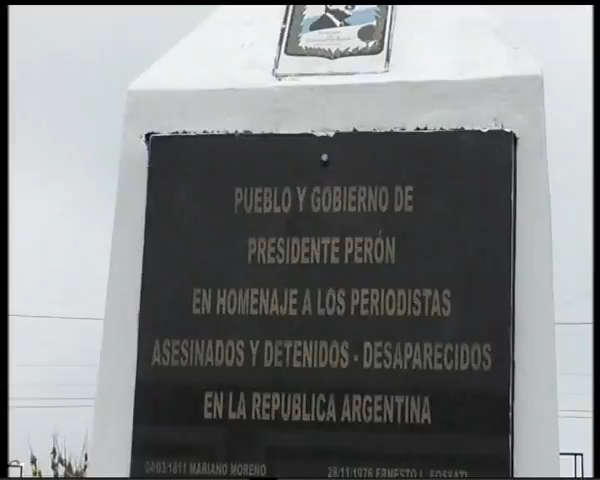 PUEBLO Y GOBIERNO DE
PRESIDENTE PERÓN
EN HOMENAJE A LOS PERIODISTAS
ASESINADOS Y DETENIDOS - DESAPARECIDOS
EN LA REPUBLICA ARGENTINA
04/03/1811 MARIANO MORENO
28/11/1976 ERNESTO L. FOSSATI